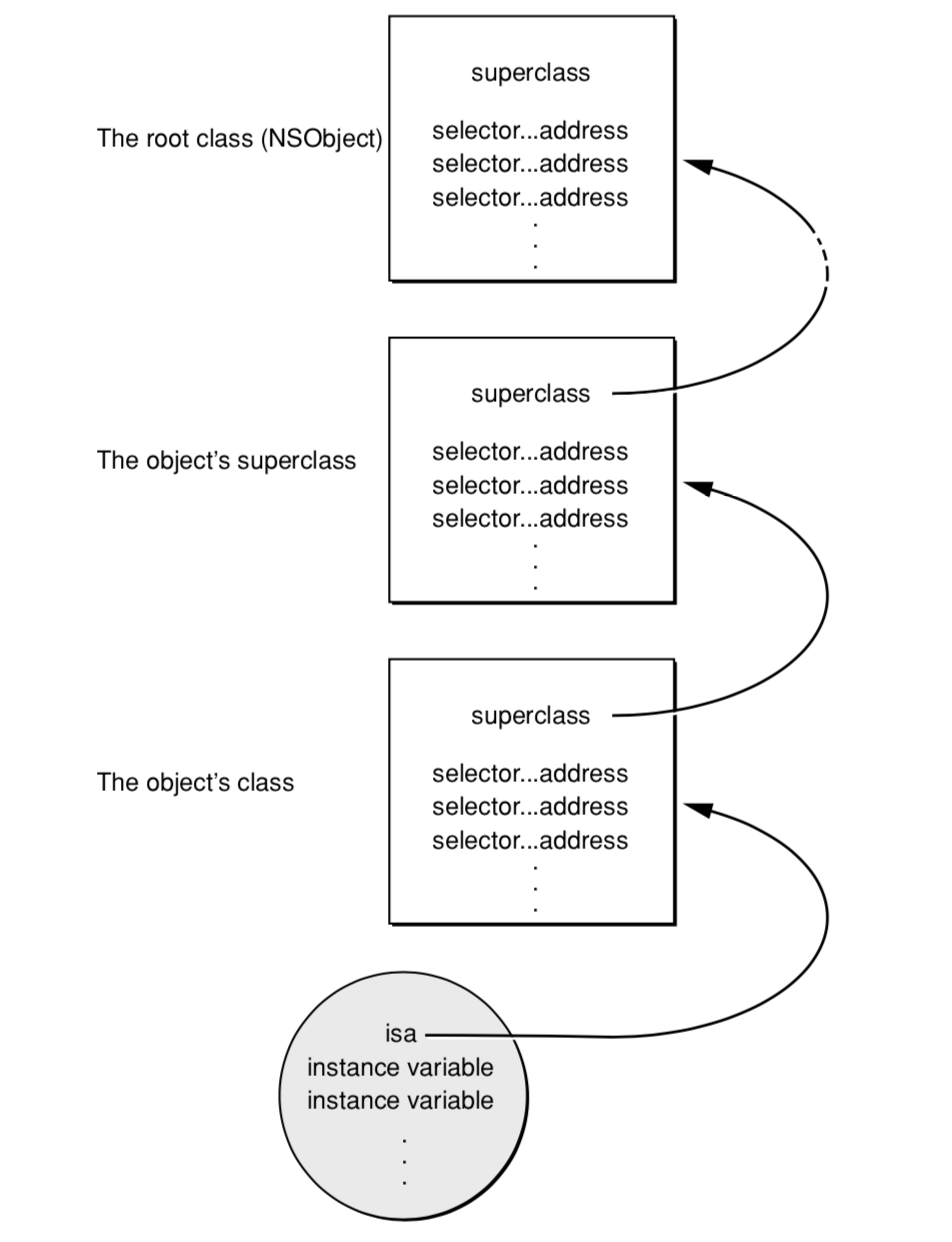 superclass
The root class (NSObject)
selector...address
selector...address
selector...address
.
.
.
superclass
The object's superclass
selector...address
selector...address
selector...address
.
.
.
superclass
The object's class
selector...address
selector...address
selector...address
.
.
.
isa
instance variable
instance variable
.
.
.